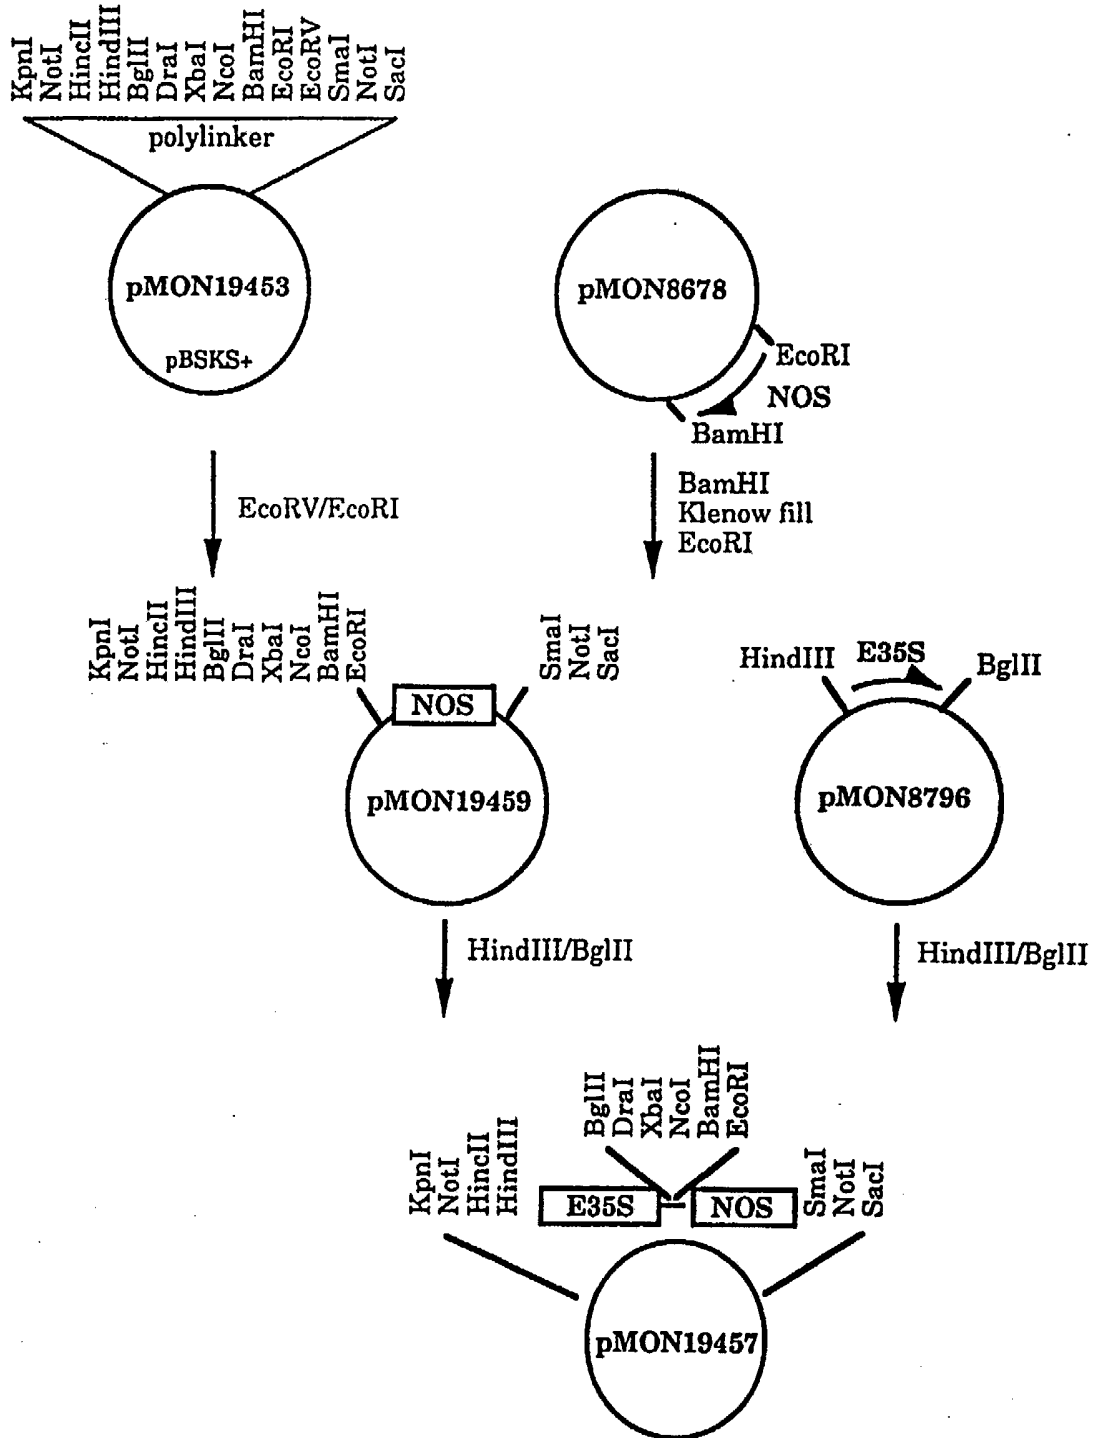 KpnI
NotI
HincII
HindIII
BglII
DraI
XbaI
NcoI
BamHI
EcoRI
EcoRV
SmaI
NotI
SacI
polylinker
pMON19453
pBSKS+
pMON8678
EcoRI
NOS
BamHI
EcoRV/EcoRI
BamHI
Klenow fill
EcoRI
KpnI
NotI
HincII
HindIII
BglII
DraI
XbaI
NcoI
BamHI
EcoRI
NOS
SmaI
NotI
SacI
pMON19459
HindIII
E35S
BglII
pMON8796
HindIII/BglII
HindIII/BglII
KpnI
NotI
HincII
HindIII
E35S
BglII
DraI
XbaI
NcoI
BamHI
EcoRI
NOS
SmaI
NotI
SacI
pMON19457